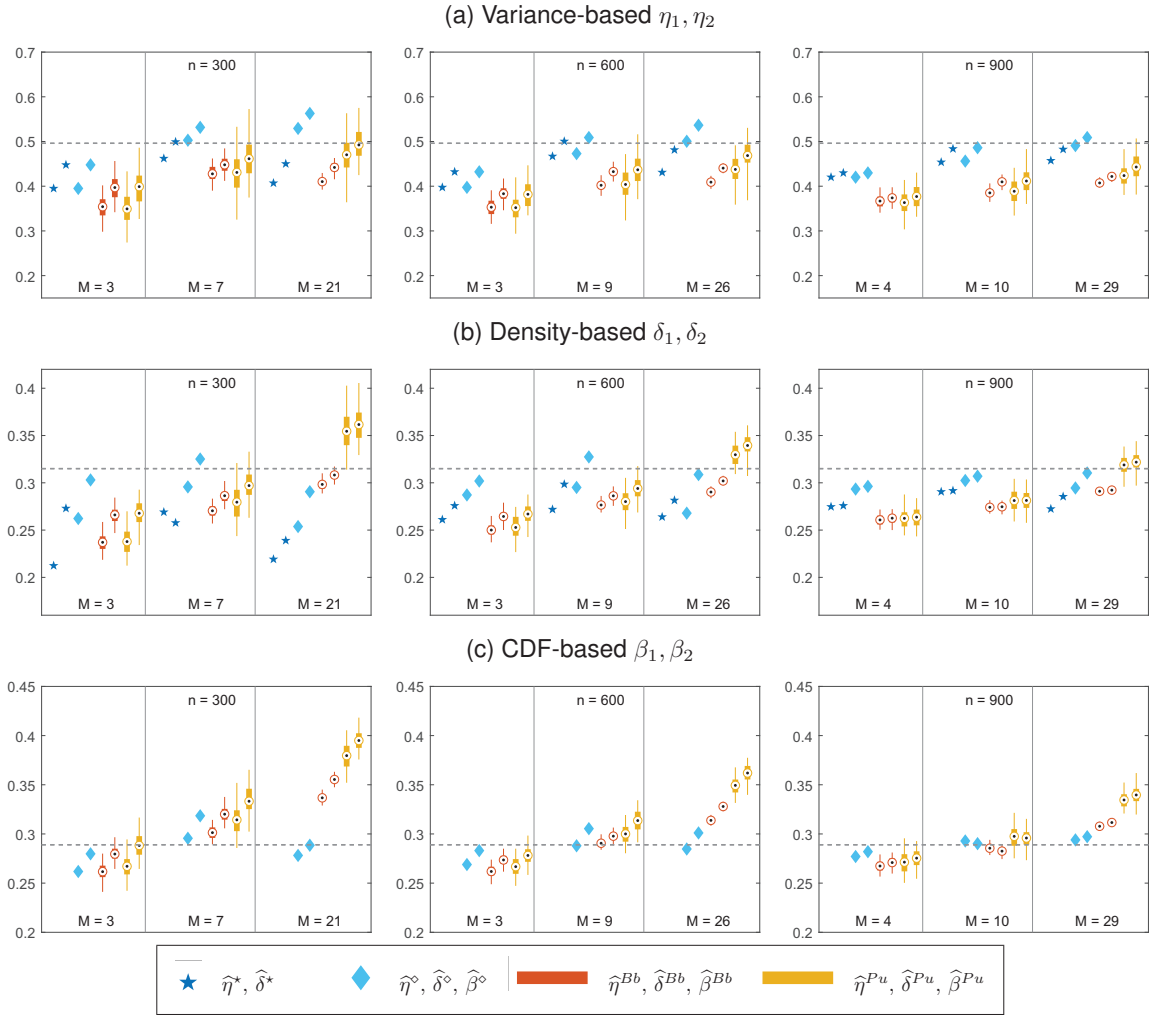 (a) Variance-based η₁, η₂
0.7
0.6
0.5
0.4
0.3
0.2
n = 300
M = 3
M = 7
M = 21
0.7
0.6
0.5
0.4
0.3
0.2
n = 600
M = 3
M = 9
M = 26
0.7
0.6
0.5
0.4
0.3
0.2
n = 900
M = 4
M = 10
M = 29
(b) Density-based δ₁, δ₂
0.4
0.35
0.3
0.25
0.2
n = 300
M = 3
M = 7
M = 21
0.4
0.35
0.3
0.25
0.2
n = 600
M = 3
M = 9
M = 26
0.4
0.35
0.3
0.25
0.2
n = 900
M = 4
M = 10
M = 29
(c) CDF-based β₁, β₂
0.45
0.4
0.35
0.3
0.25
0.2
n = 300
M = 3
M = 7
M = 21
0.45
0.4
0.35
0.3
0.25
0.2
n = 600
M = 3
M = 9
M = 26
0.45
0.4
0.35
0.3
0.25
0.2
n = 900
M = 4
M = 10
M = 29
η̂*, δ̂* η̂^◇, δ̂^◇, β̂^◇ η̂^Bb, δ̂^Bb, β̂^Bb η̂^Pu, δ̂^Pu, β̂^Pu